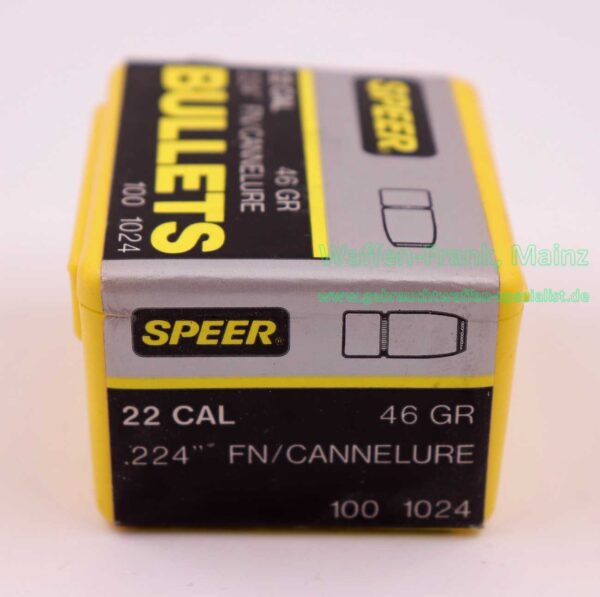 SPEER
22 CAL 46 GR
.224" FN/CANNELURE
BULLETS
100 1024
Waffen-Frank, Mainz
www.gebrauchtwaffen-spezialist.de
SPEER
22 CAL 46 GR
.224" FN/CANNELURE
100 1024